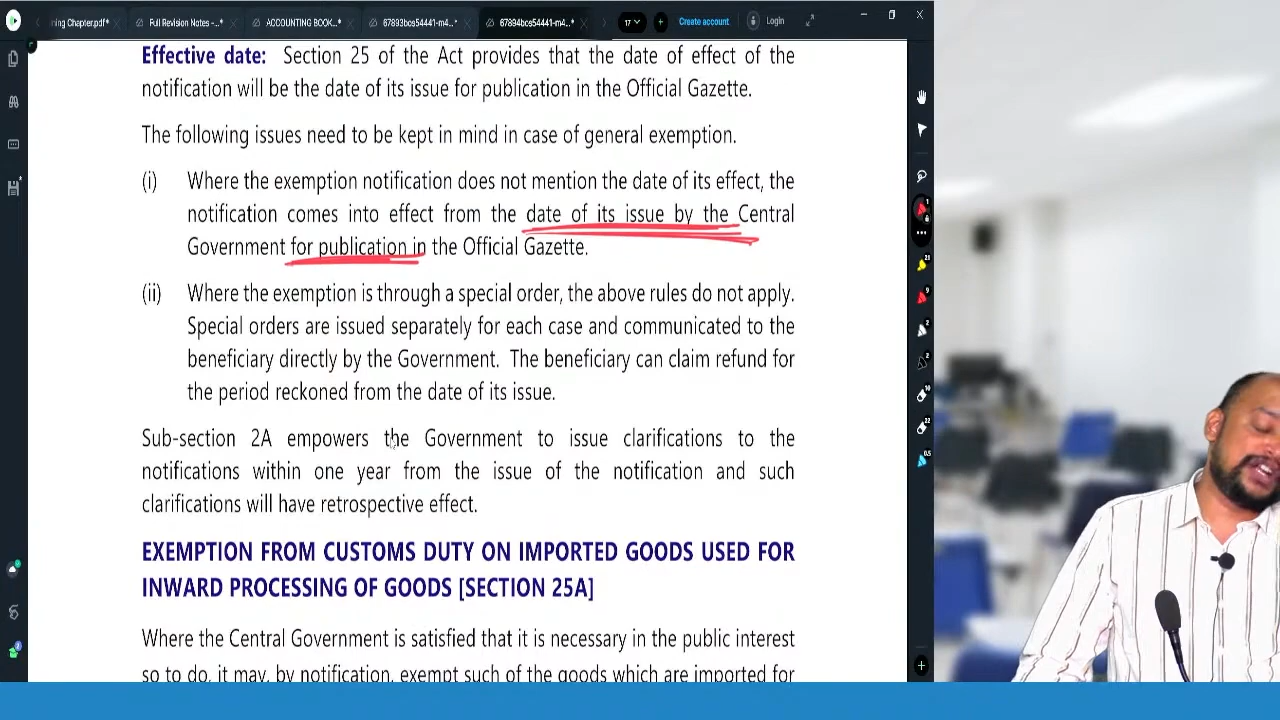 ning Chapter.pdf*
Full Revision Notes -...*
ACCOUNTING BOOK...*
67893bos54441-m4...*
67894bos54441-m4...*
17
Create account
Login
Effective date: Section 25 of the Act provides that the date of effect of the
notification will be the date of its issue for publication in the Official Gazette.
The following issues need to be kept in mind in case of general exemption.
(i) Where the exemption notification does not mention the date of its effect, the
notification comes into effect from the date of its issue by the Central
Government for publication in the Official Gazette.
(ii) Where the exemption is through a special order, the above rules do not apply.
Special orders are issued separately for each case and communicated to the
beneficiary directly by the Government. The beneficiary can claim refund for
the period reckoned from the date of its issue.
Sub-section 2A empowers the Government to issue clarifications to the
notifications within one year from the issue of the notification and such
clarifications will have retrospective effect.
EXEMPTION FROM CUSTOMS DUTY ON IMPORTED GOODS USED FOR
INWARD PROCESSING OF GOODS [SECTION 25A]
Where the Central Government is satisfied that it is necessary in the public interest
so to do, it may, by notification, exempt such of the goods which are imported for